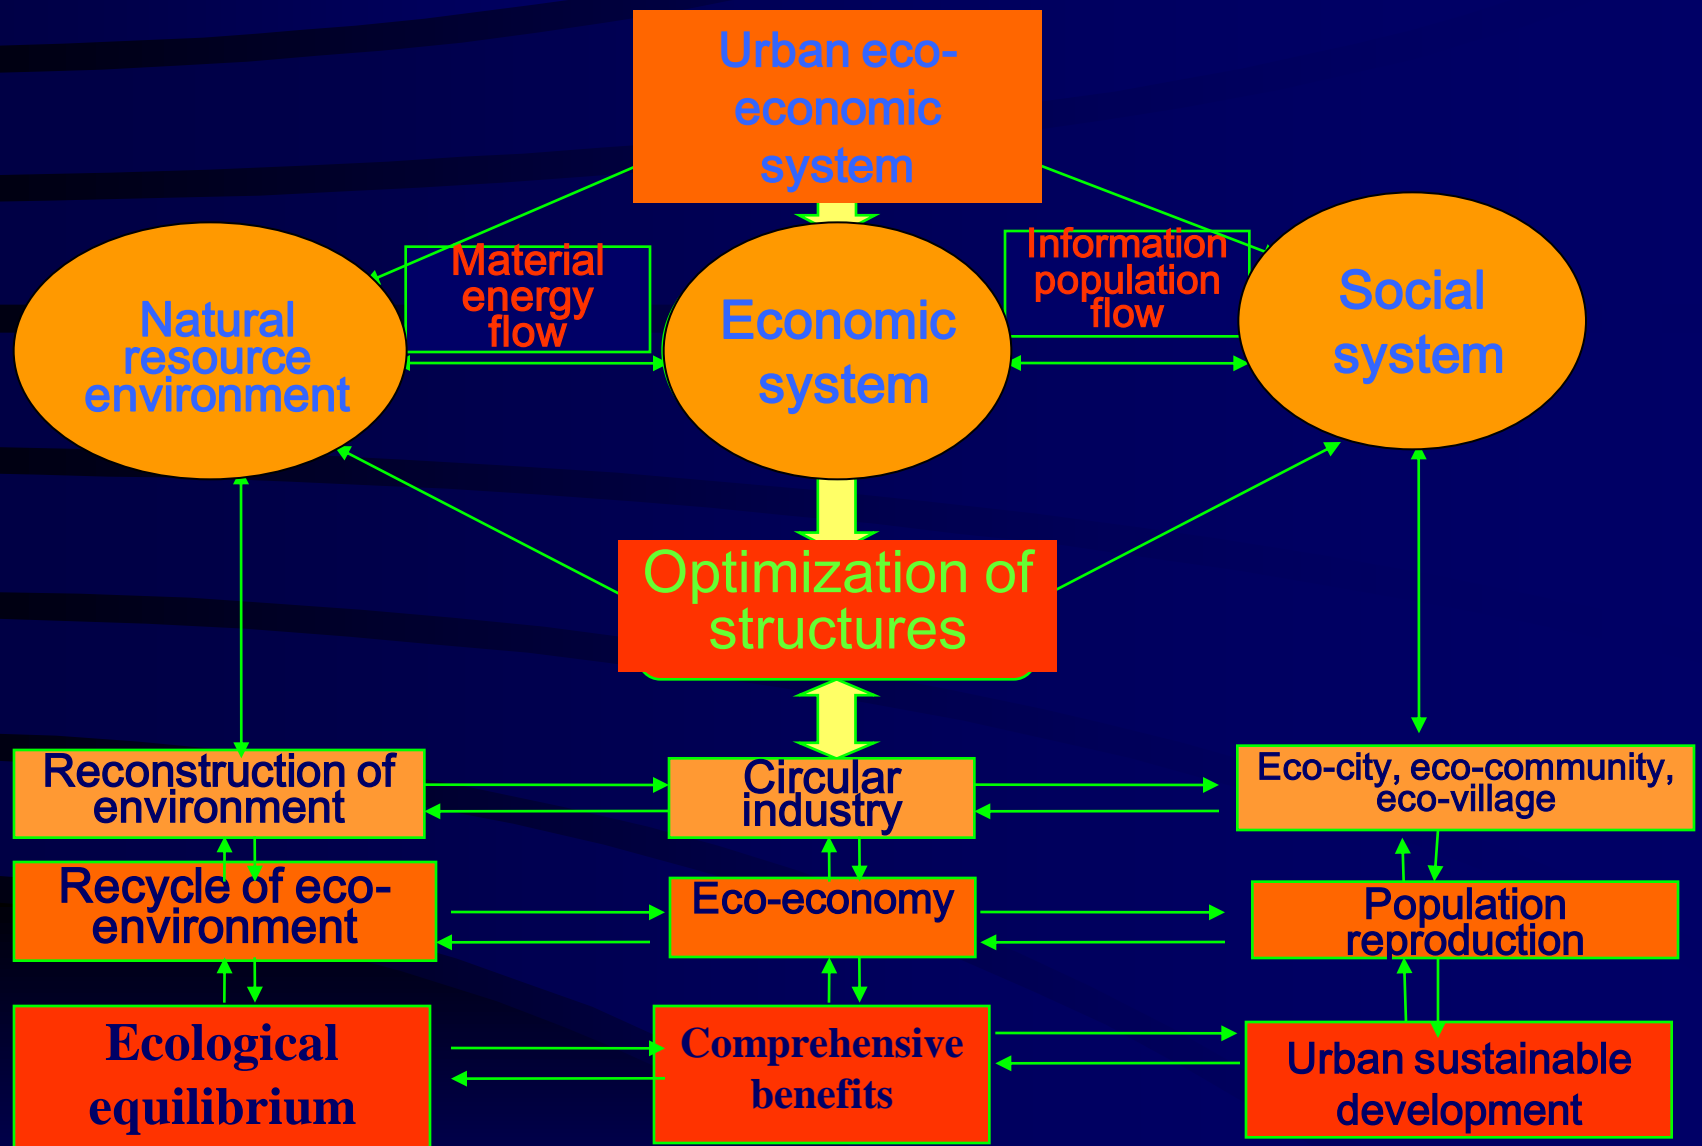 Urban eco-
economic
system
Material
energy
flow
Information
population
flow
Natural
resource
environment
Economic
system
Social
system
Optimization of
structures
Reconstruction of
environment
Circular
industry
Eco-city, eco-community,
eco-village
Recycle of eco-
environment
Eco-economy
Population
reproduction
Ecological
equilibrium
Comprehensive
benefits
Urban sustainable
development